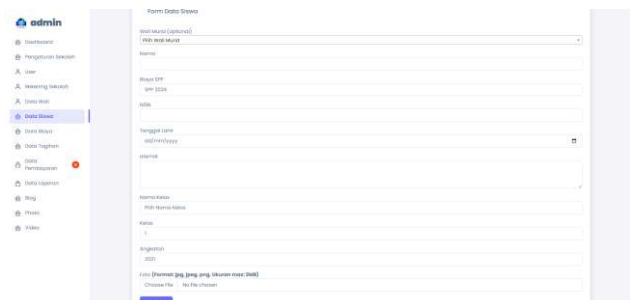 admin
Dashboard
Pengaturan Sekolah
User
Rekening Sekolah
Data Wali
Data Siswa
Data Biaya
Data Tagihan
Data Pembayaran
Data Laporan
Blog
Photo
Video
Form Data Siswa
Wali Murid (optional)
Pilih Wali Murid
Nama
Biaya SPP
SPP 2024
NISN
Tanggal Lahir
dd/mm/yyyy
Alamat
Nama Kelas
Pilih Nama Kelas
Kelas
1
Angkatan
2021
Foto (Format: jpg, jpeg, png, Ukuran max: 2MB)
Choose File No file chosen